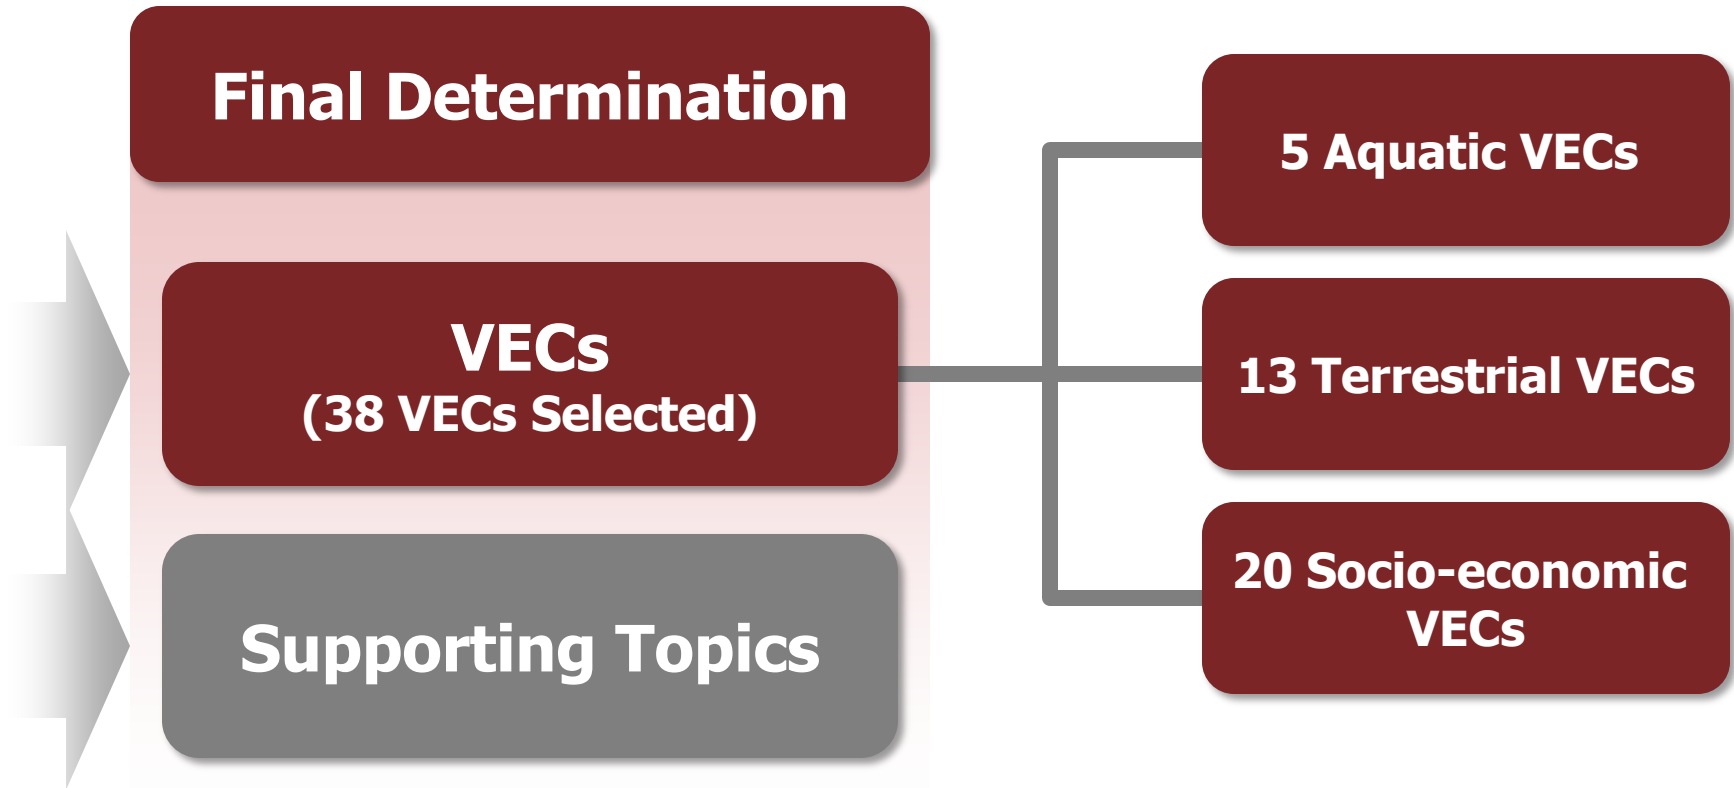 Final Determination
VECs
(38 VECs Selected)
Supporting Topics
5 Aquatic VECs
13 Terrestrial VECs
20 Socio-economic
VECs